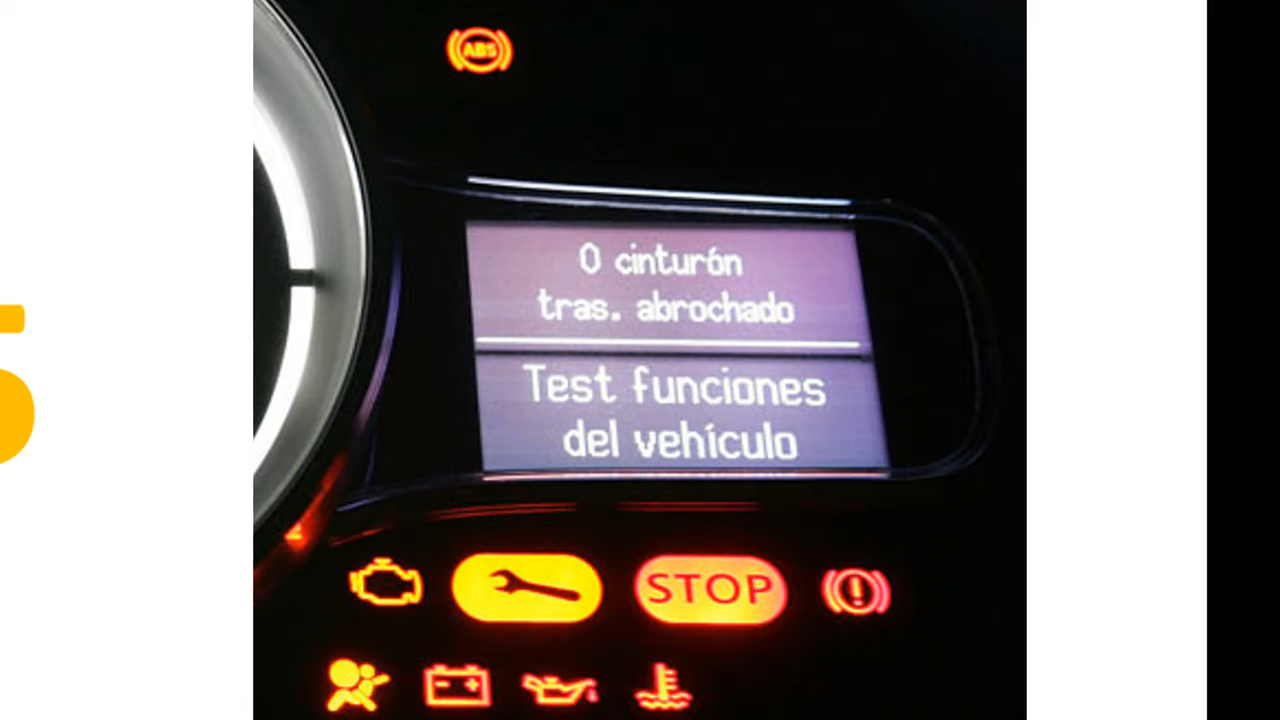 ABS
0 cinturón
tras. abrochado
Test funciones
del vehículo
STOP